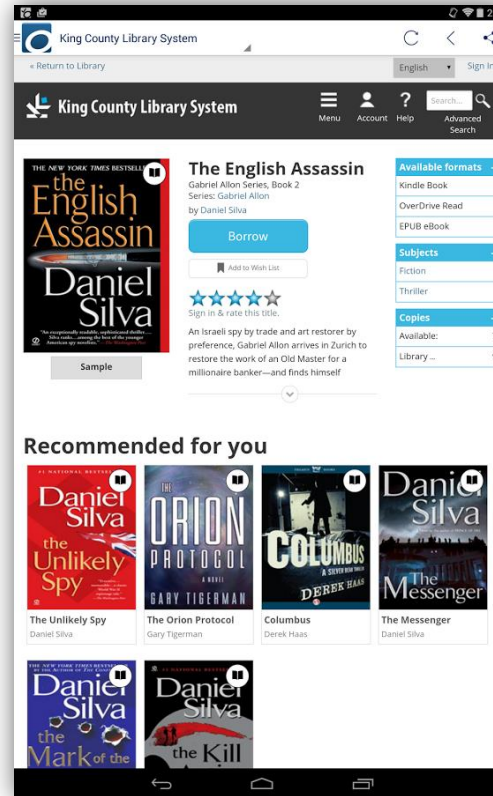 King County Library System
« Return to Library
English
Sign In
King County Library System
Menu
Account
Help
Search...
Advanced
Search
THE NEW YORK TIMES BESTSELLER
the
English
Assassin
Daniel
Silva
Sample
The English Assassin
Gabriel Allon Series, Book 2
Series: Gabriel Allon
by Daniel Silva
Borrow
Add to Wish List
Sign in & rate this title.
An Israeli spy by trade and art restorer by
preference, Gabriel Allon arrives in Zurich to
restore the work of an Old Master for a
millionaire banker—and finds himself
Available formats
Kindle Book
OverDrive Read
EPUB eBook
Subjects
Fiction
Thriller
Copies
Available:
Library ...
Recommended for you
#1 NATIONAL BESTSELLER
Daniel
Silva
the
Unlikely
Spy
The Unlikely Spy
Daniel Silva
THE
ORION
PROTOCOL
A NOVEL
GARY TIGERMAN
The Orion Protocol
Gary Tigerman
COLUMBUS
A SILVER BEAR THRILLER
DEREK HAAS
Columbus
Derek Haas
Daniel
Silva
The
Messenger
The Messenger
Daniel Silva
Daniel
Silva
the
Mark of the
Daniel
Silva
the Kill